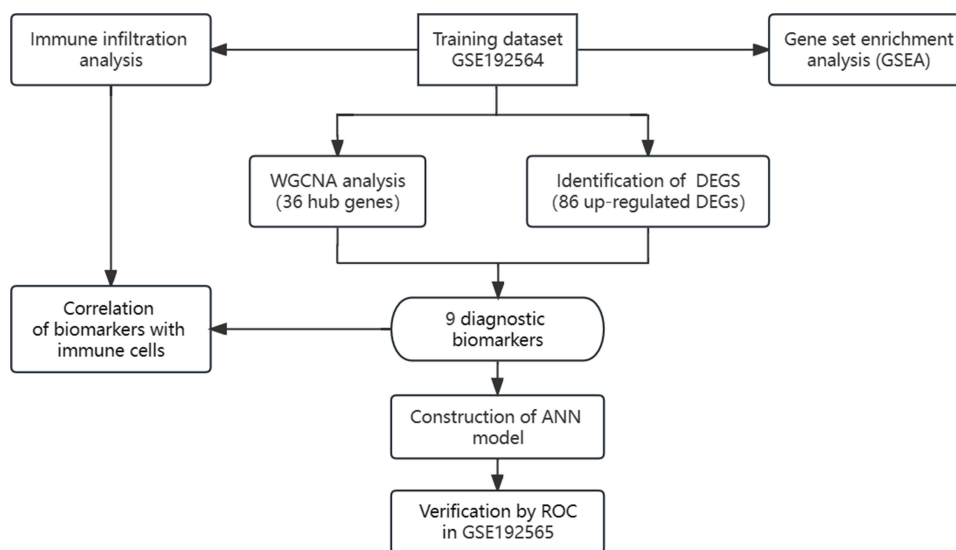 Immune infiltration
analysis
Training dataset
GSE192564
Gene set enrichment
analysis (GSEA)
WGCNA analysis
(36 hub genes)
Identification of DEGS
(86 up-regulated DEGs)
Correlation
of biomarkers with
immune cells
9 diagnostic
biomarkers
Construction of ANN
model
Verification by ROC
in GSE192565